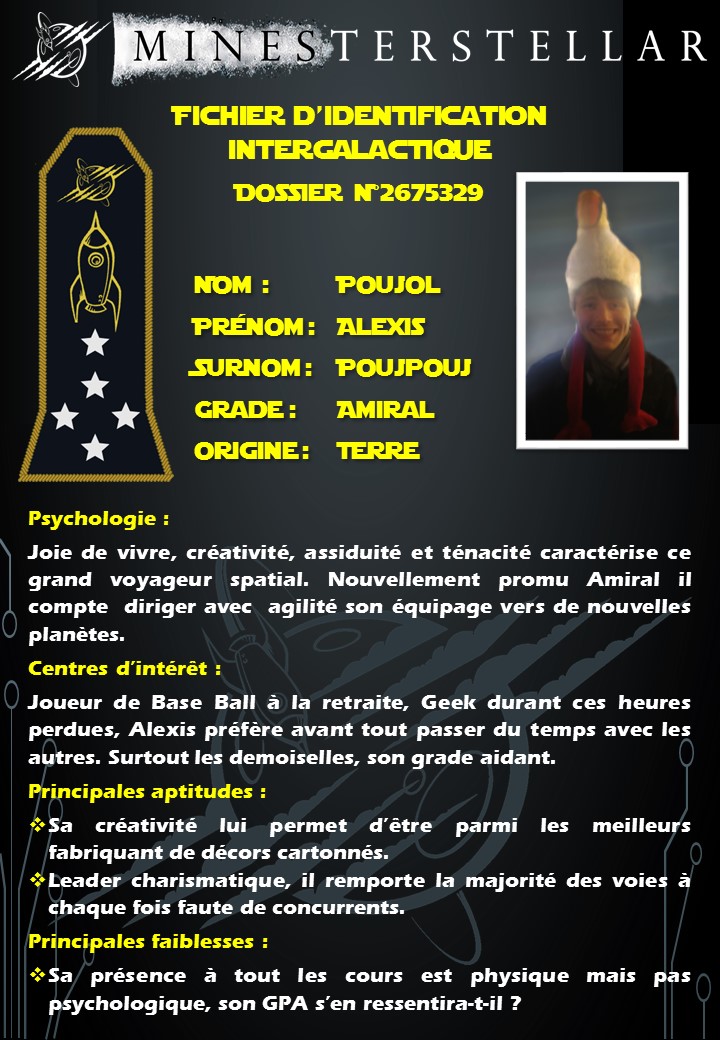 MINESTERSTELLAR
FICHIER D'IDENTIFICATION
INTERGALACTIQUE
DOSSIER N°2675329
NOM : POUJOL
PRÉNOM : ALEXIS
SURNOM : POUJPOUJ
GRADE : AMIRAL
ORIGINE : TERRE
Psychologie :
Joie de vivre, créativité, assiduité et ténacité caractérise ce
grand voyageur spatial. Nouvellement promu Amiral il
compte diriger avec agilité son équipage vers de nouvelles
planètes.
Centres d'intérêt :
Joueur de Base Ball à la retraite, Geek durant ces heures
perdues, Alexis préfère avant tout passer du temps avec les
autres. Surtout les demoiselles, son grade aidant.
Principales aptitudes :
❖Sa créativité lui permet d'être parmi les meilleurs
fabriquant de décors cartonnés.
❖Leader charismatique, il remporte la majorité des voies à
chaque fois faute de concurrents.
Principales faiblesses :
❖Sa présence à tout les cours est physique mais pas
psychologique, son GPA s'en ressentira-t-il ?